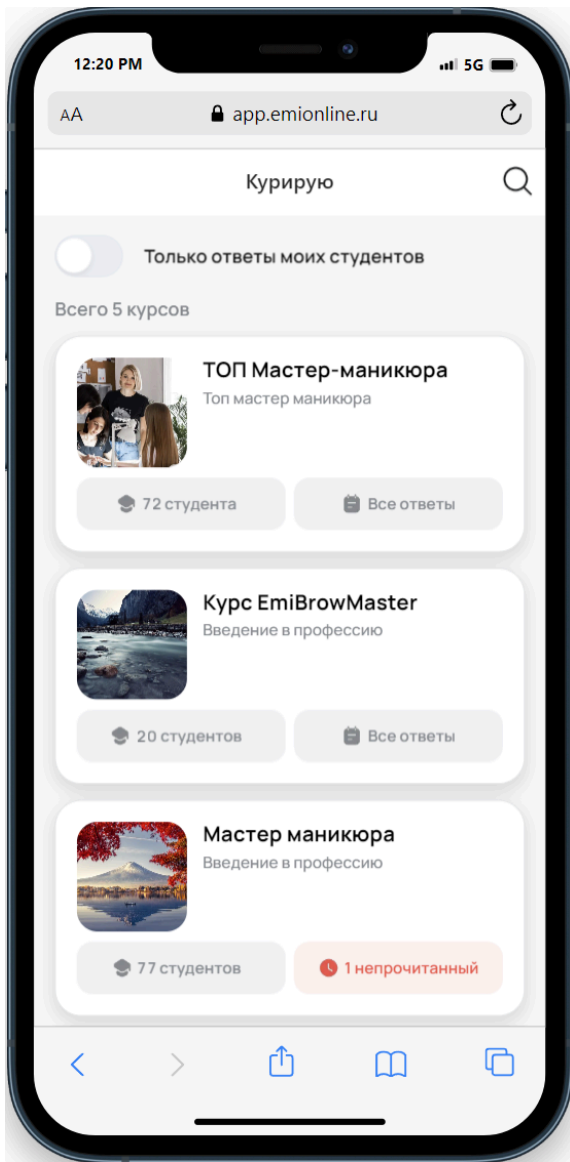 12:20 PM
5G
AA
app.emionline.ru
Курирую
Только ответы моих студентов
Всего 5 курсов
ТОП Мастер-маникюра
Топ мастер маникюра
72 студента
Все ответы
Курс EmiBrowMaster
Введение в профессию
20 студентов
Все ответы
Мастер маникюра
Введение в профессию
77 студентов
1 непрочитанный